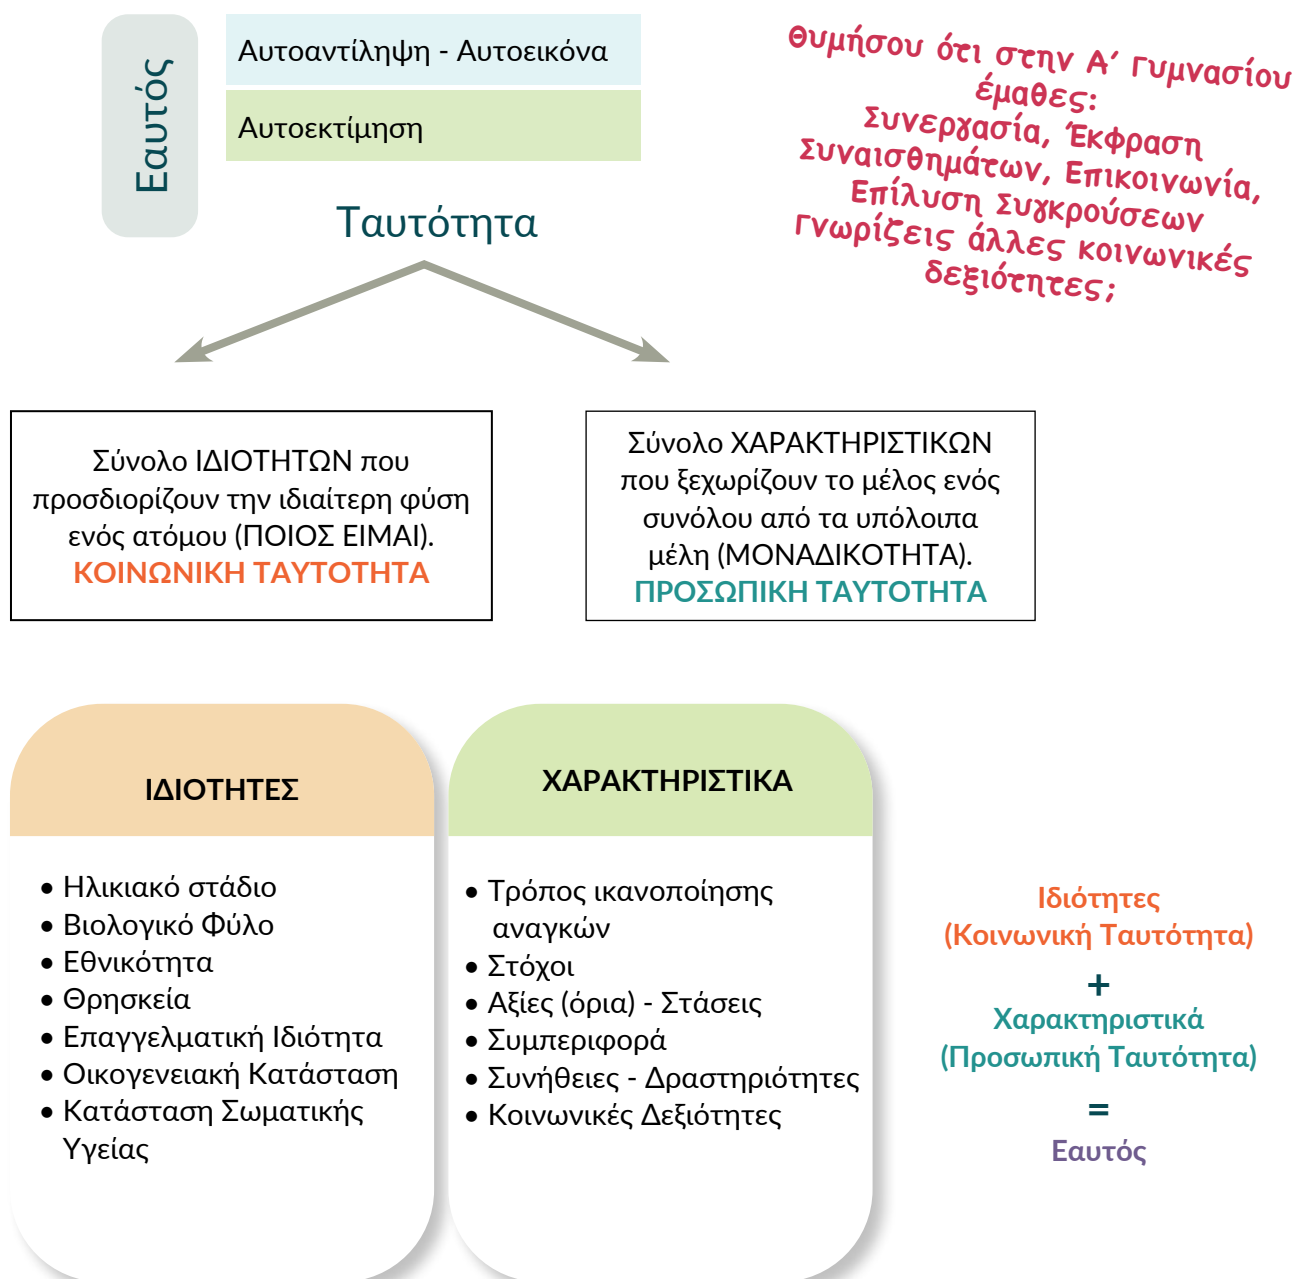 Εαυτός
Αυτοαντίληψη - Αυτοεικόνα
Αυτοεκτίμηση
Θυμήσου ότι στην Α' Γυμνασίου
έμαθες:
Συνεργασία, Έκφραση
Συναισθημάτων, Επικοινωνία,
Επίλυση Συγκρούσεων
Γνωρίζεις άλλες κοινωνικές
δεξιότητες;
Ταυτότητα
Σύνολο ΙΔΙΟΤΗΤΩΝ που
προσδιορίζουν την ιδιαίτερη φύση
ενός ατόμου (ΠΟΙΟΣ ΕΙΜΑΙ).
ΚΟΙΝΩΝΙΚΗ ΤΑΥΤΟΤΗΤΑ
Σύνολο ΧΑΡΑΚΤΗΡΙΣΤΙΚΩΝ
που ξεχωρίζουν το μέλος ενός
συνόλου από τα υπόλοιπα
μέλη (ΜΟΝΑΔΙΚΟΤΗΤΑ).
ΠΡΟΣΩΠΙΚΗ ΤΑΥΤΟΤΗΤΑ
ΙΔΙΟΤΗΤΕΣ
• Ηλικιακό στάδιο
• Βιολογικό Φύλο
• Εθνικότητα
• Θρησκεία
• Επαγγελματική Ιδιότητα
• Οικογενειακή Κατάσταση
• Κατάσταση Σωματικής
Υγείας
ΧΑΡΑΚΤΗΡΙΣΤΙΚΑ
• Τρόπος ικανοποίησης
αναγκών
• Στόχοι
• Αξίες (όρια) - Στάσεις
• Συμπεριφορά
• Συνήθειες - Δραστηριότητες
• Κοινωνικές Δεξιότητες
Ιδιότητες
(Κοινωνική Ταυτότητα)
+
Χαρακτηριστικά
(Προσωπική Ταυτότητα)
=
Εαυτός